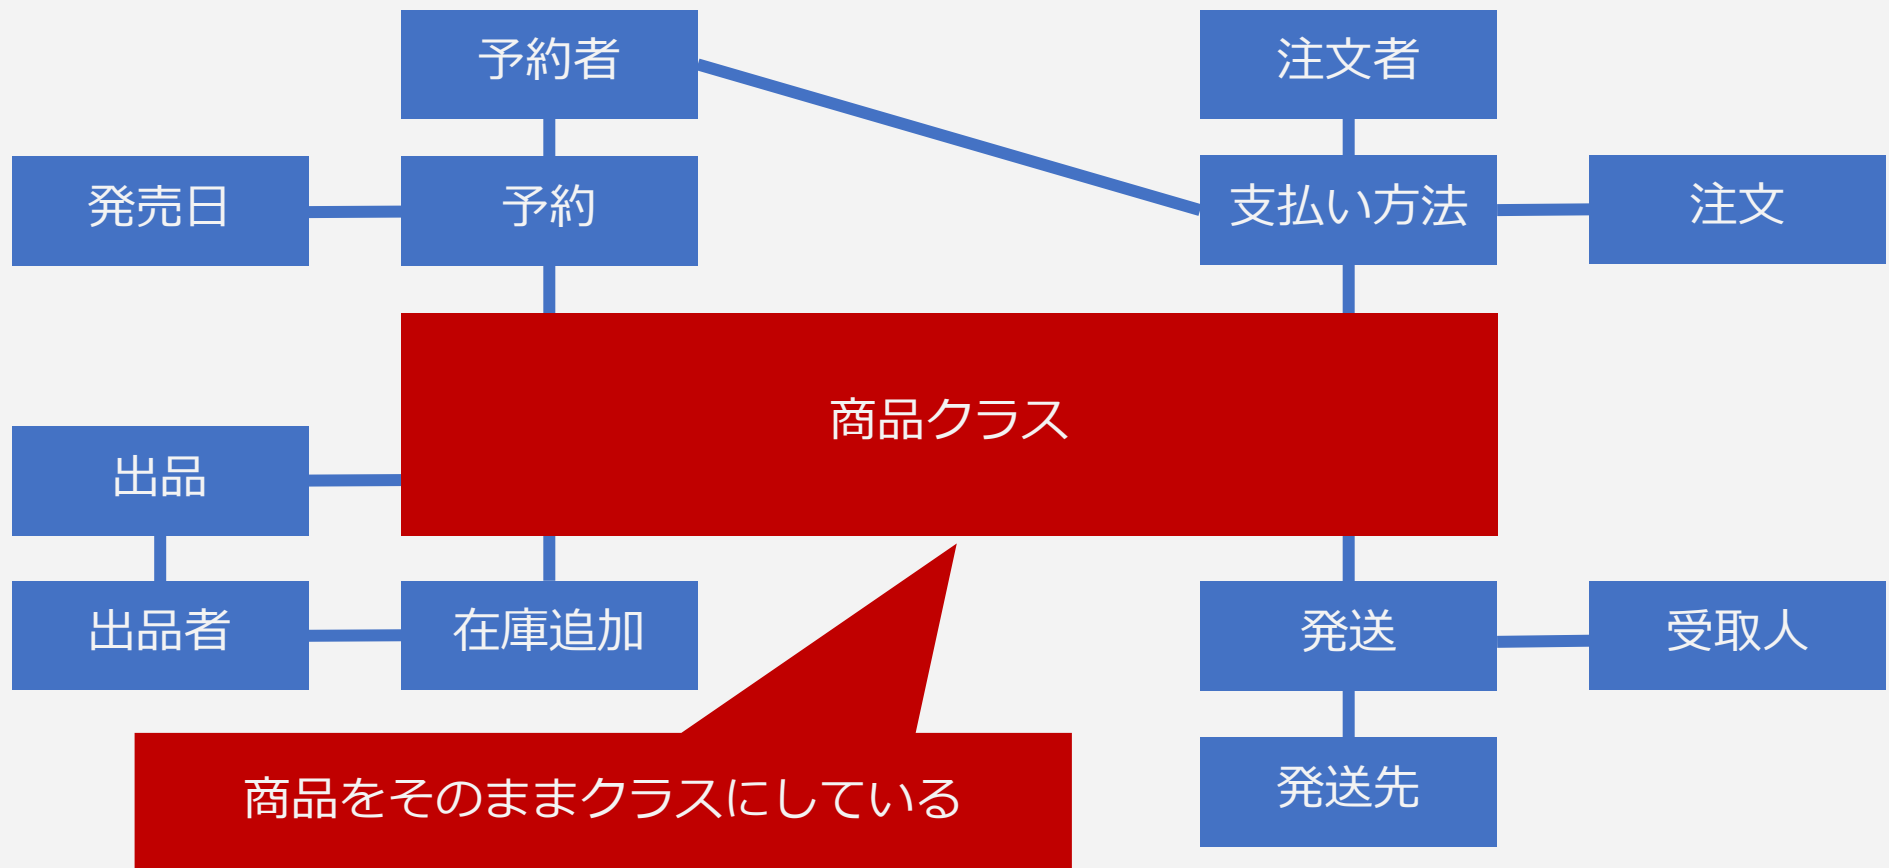 予約者
注文者
発売日
予約
支払い方法
注文
商品クラス
出品
出品者
在庫追加
発送
受取人
発送先
商品をそのままクラスにしている